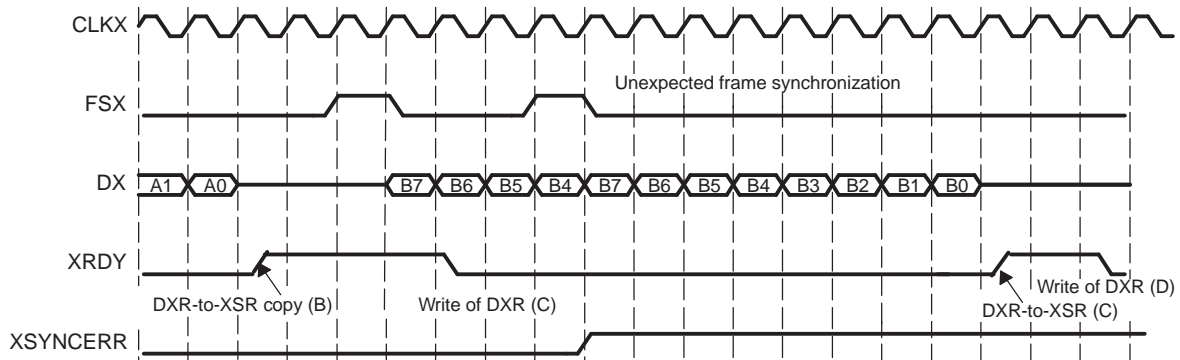 CLKX
Unexpected frame synchronization
FSX
DX A1 A0 B7 B6 B5 B4 B7 B6 B5 B4 B3 B2 B1 B0
XRDY
DXR-to-XSR copy (B)
Write of DXR (C)
Write of DXR (D)
DXR-to-XSR (C)
XSYNCERR